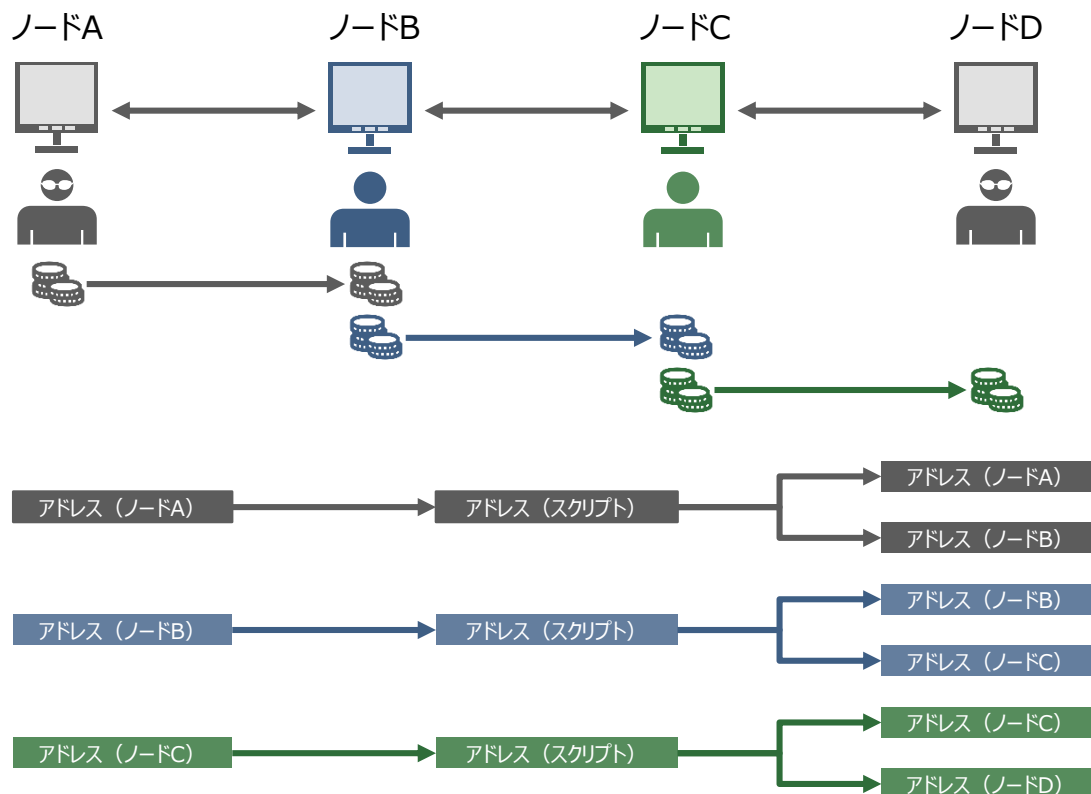 ノードA
ノードB
ノードC
ノードD
アドレス（ノードA）
アドレス（スクリプト）
アドレス（ノードA）
アドレス（ノードB）
アドレス（ノードB）
アドレス（スクリプト）
アドレス（ノードB）
アドレス（ノードC）
アドレス（ノードC）
アドレス（スクリプト）
アドレス（ノードC）
アドレス（ノードD）